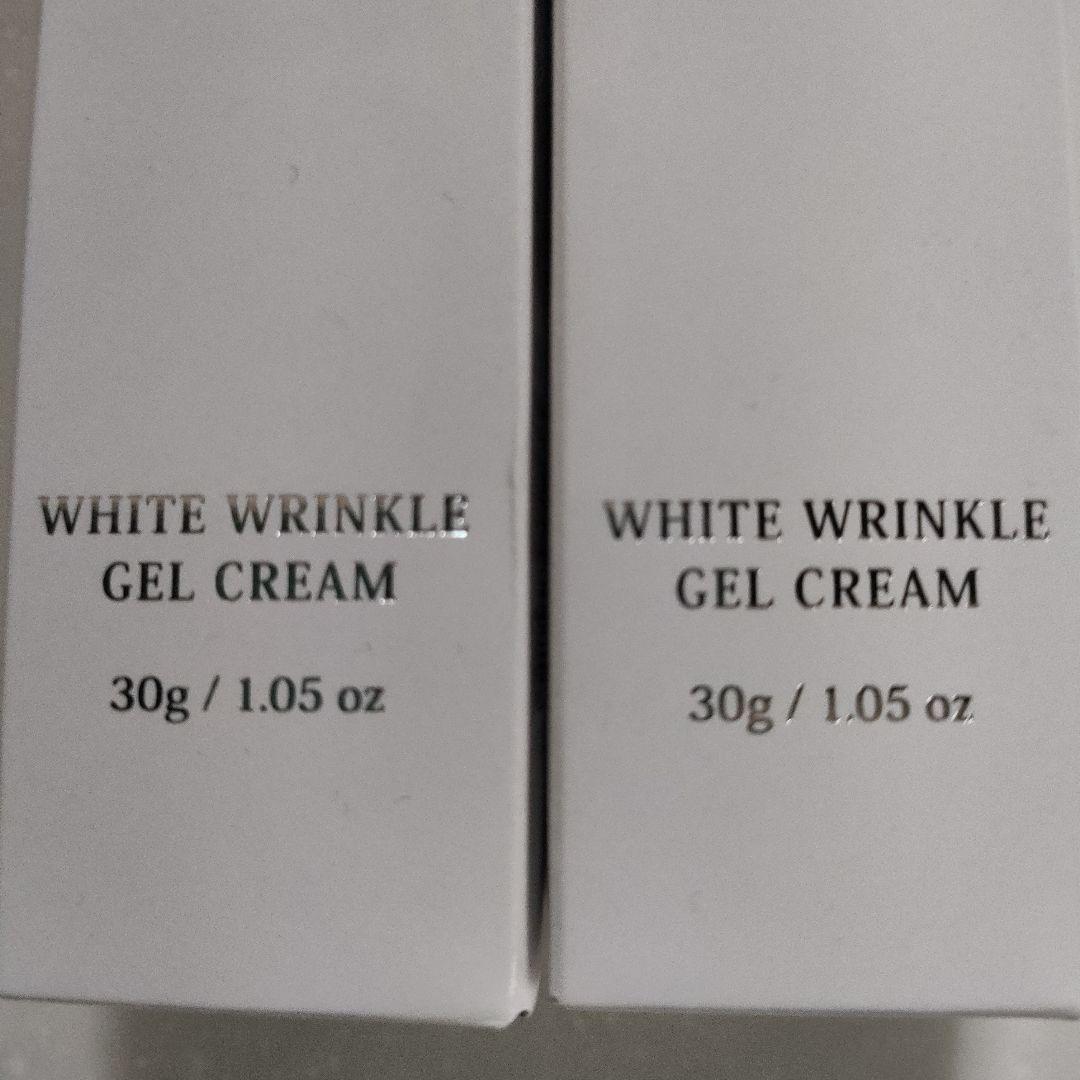 WHITE WRINKLE
GEL CREAM
30g / 1.05 oz
WHITE WRINKLE
GEL CREAM
30g / 1.05 oz